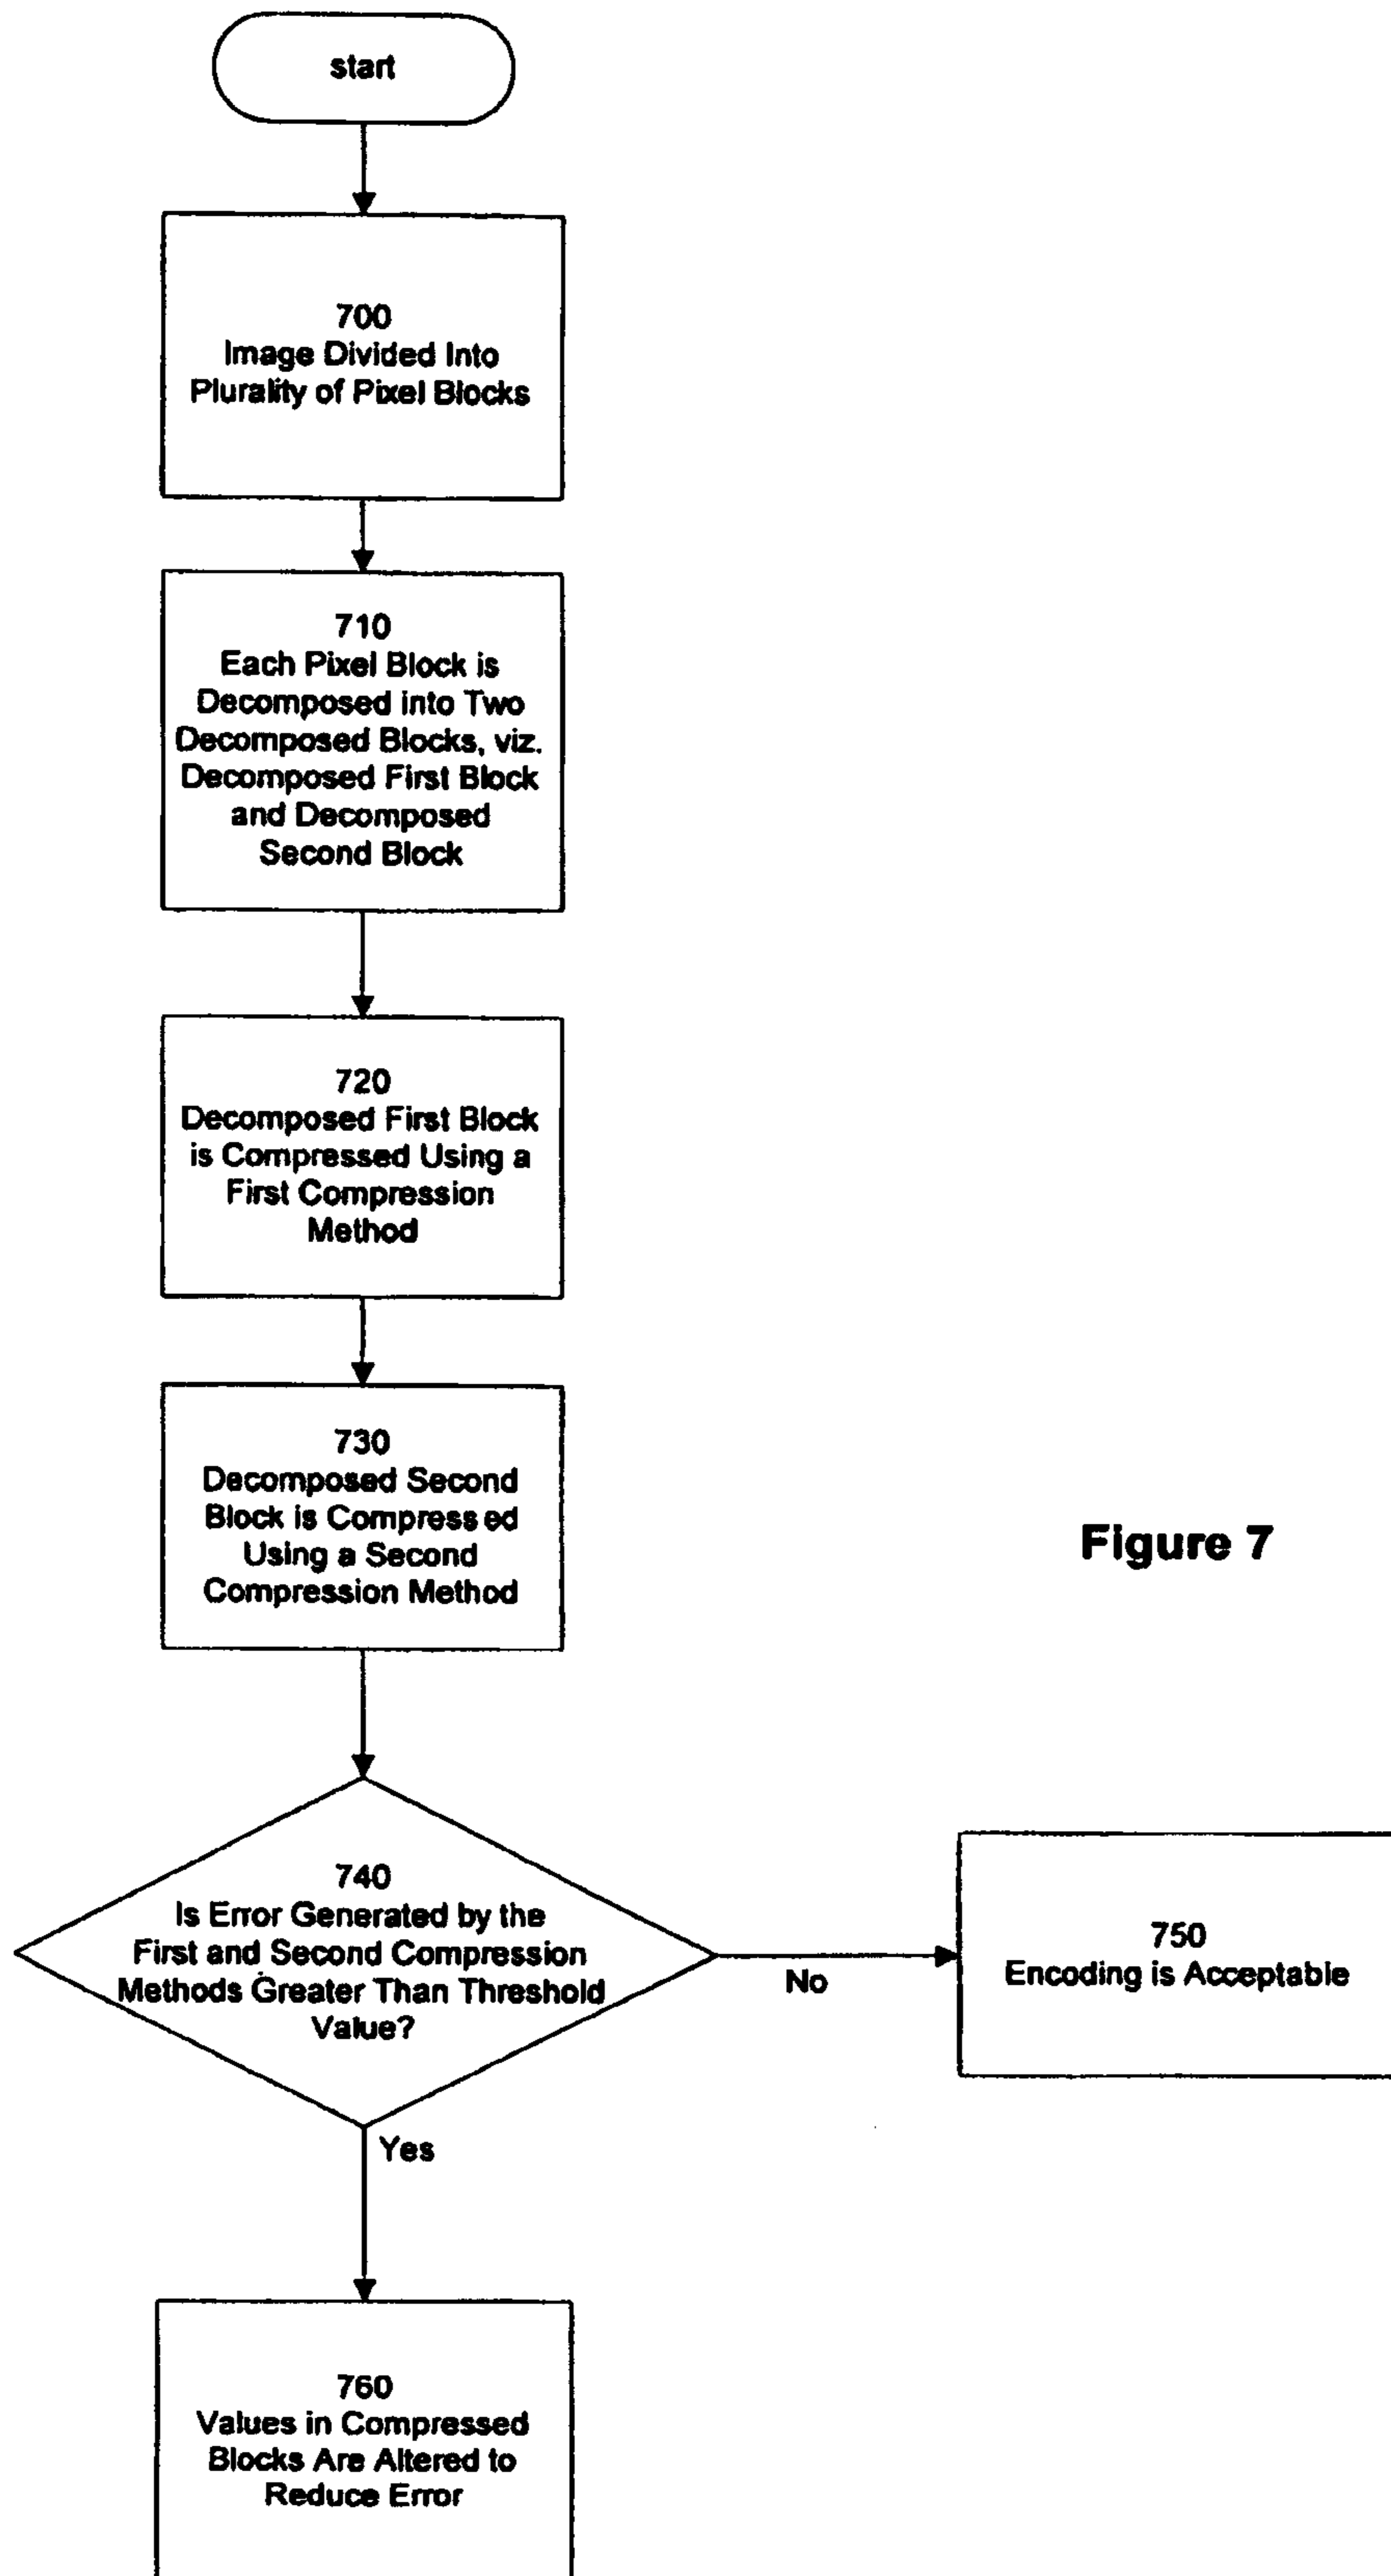 start
700
Image Divided Into
Plurality of Pixel Blocks
710
Each Pixel Block is
Decomposed into Two
Decomposed Blocks, viz.
Decomposed First Block
and Decomposed
Second Block
720
Decomposed First Block
is Compressed Using a
First Compression
Method
730
Decomposed Second
Block is Compressed
Using a Second
Compression Method
Figure 7
740
Is Error Generated by the
First and Second Compression
Methods Greater Than Threshold
Value?
No
750
Encoding is Acceptable
Yes
760
Values in Compressed
Blocks Are Altered to
Reduce Error